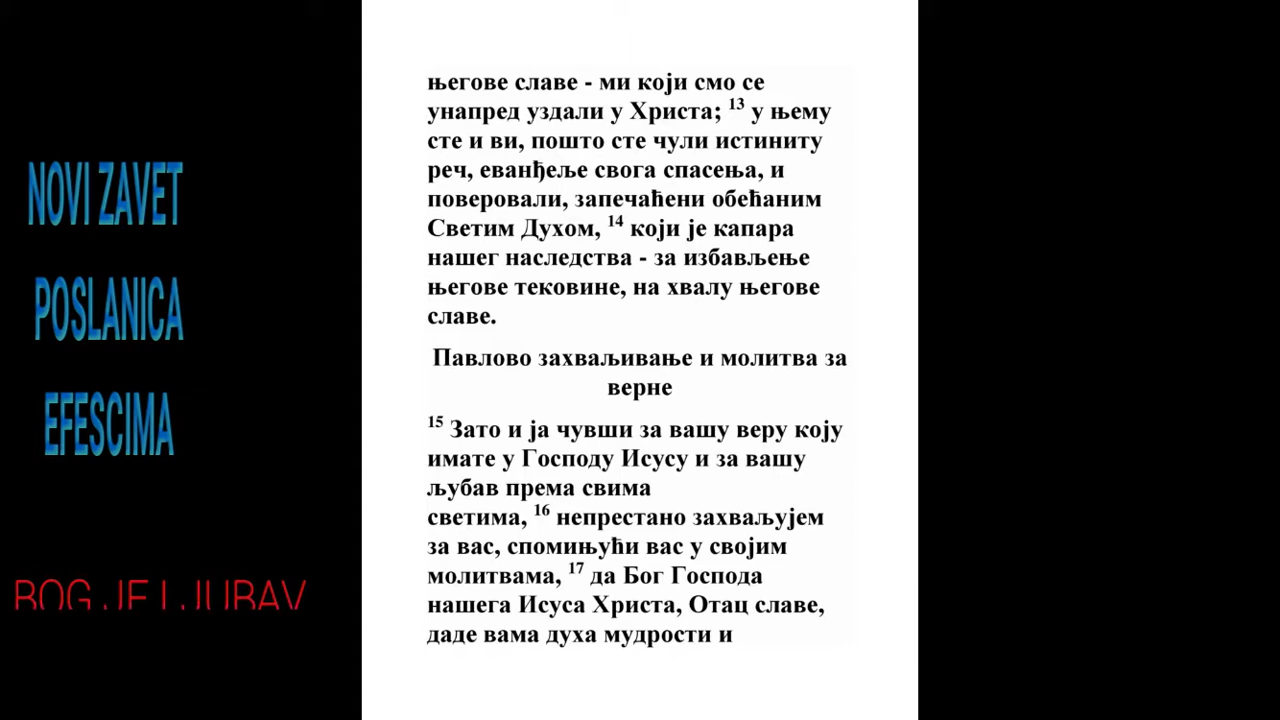 NOVI ZAVET
POSLANICA
EFESCIMA
BOG JE LJUBAV
његове славе - ми који смо се
унапред уздали у Христа; 13 у њему
сте и ви, пошто сте чули истиниту
реч, еванђеље свога спасења, и
поверовали, запечаћени обећаним
Светим Духом, 14 који је капара
нашег наследства - за избављење
његове тековине, на хвалу његове
славе.
Павлово захваљивање и молитва за
верне
15 Зато и ја чувши за вашу веру коју
имате у Господу Исусу и за вашу
љубав према свима
светима, 16 непрестано захваљујем
за вас, спомињући вас у својим
молитвама, 17 да Бог Господа
нашега Исуса Христа, Отац славе,
даде вама духа мудрости и